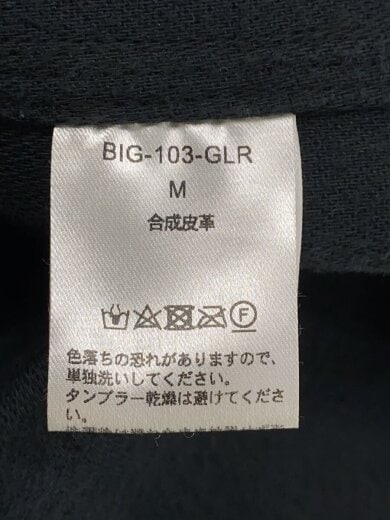 BIG-103-GLR
M
合成皮革
F
色落ちの恐れがありますので、
単独洗いしてください。
タンブラー乾燥は避けてくださ
い。